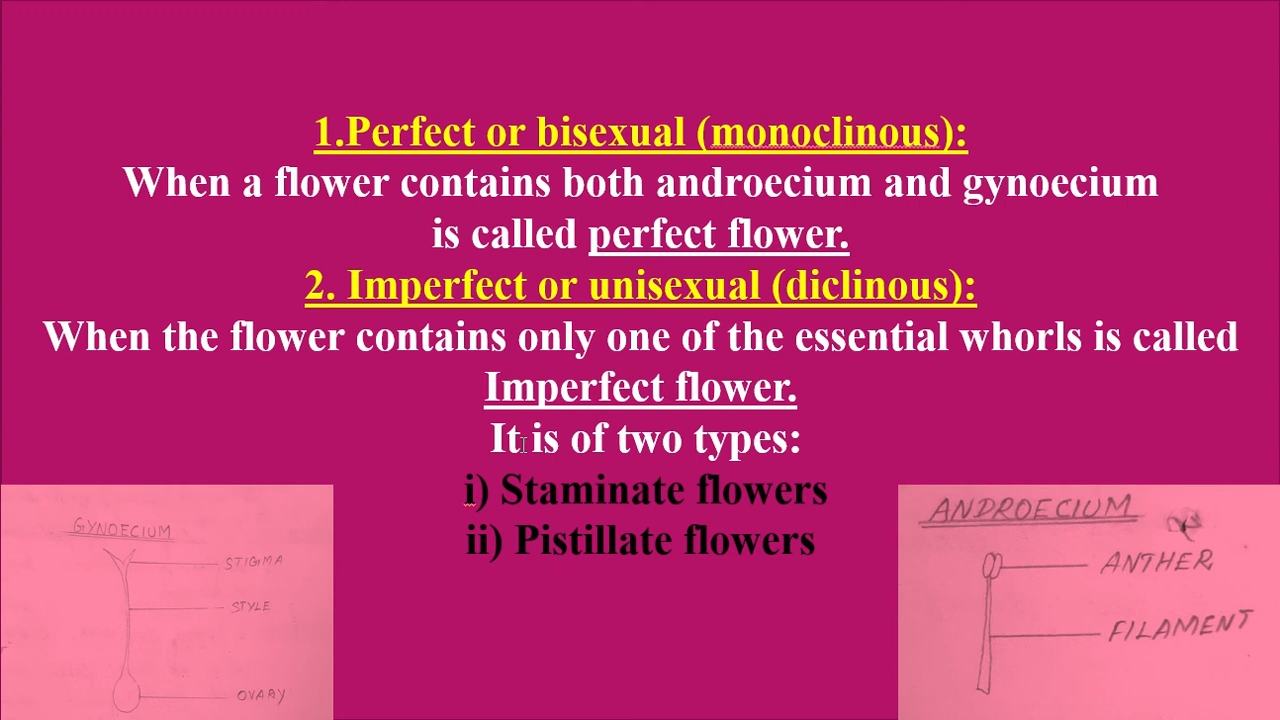 1.Perfect or bisexual (monoclinous):
When a flower contains both androecium and gynoecium
is called perfect flower.
2. Imperfect or unisexual (diclinous):
When the flower contains only one of the essential whorls is called
Imperfect flower.
It is of two types:
i) Staminate flowers
ii) Pistillate flowers
GYNOECIUM
STIGMA
STYLE
OVARY
ANDROECIUM
ANTHER
FILAMENT